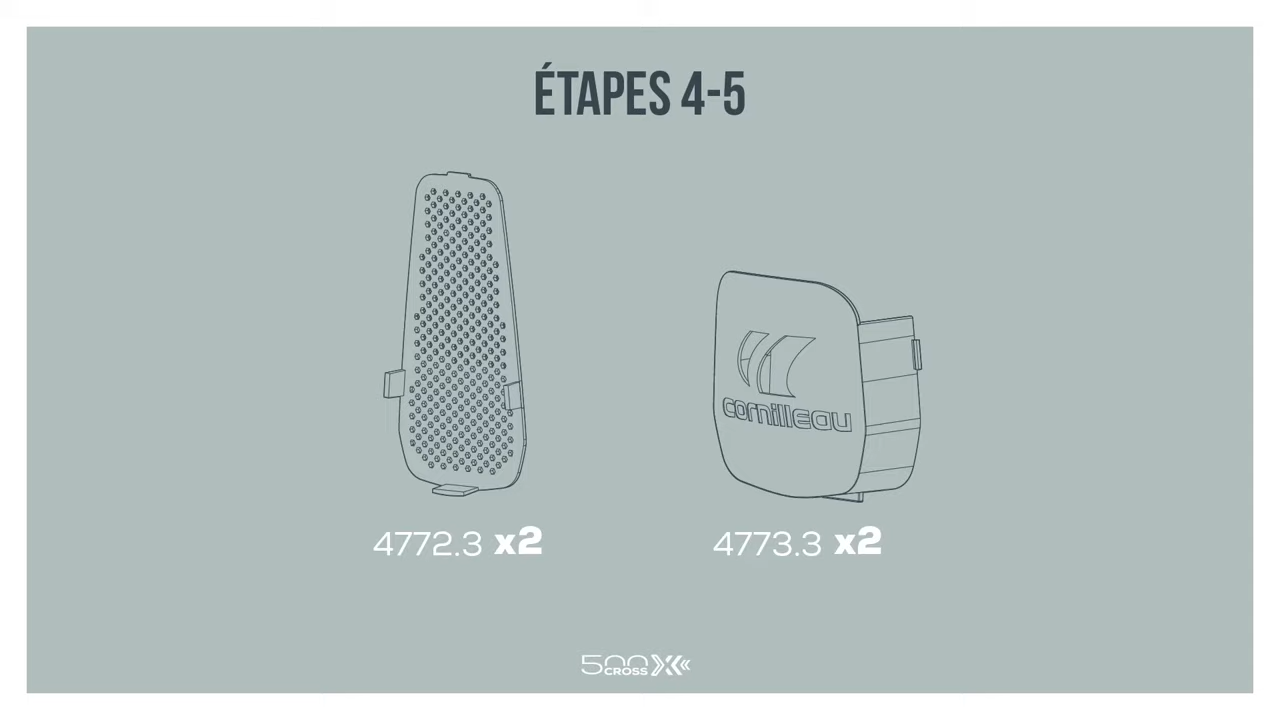 ÉTAPES 4-5
cornilleau
4772.3 x2
4773.3 x2
500 CROSS